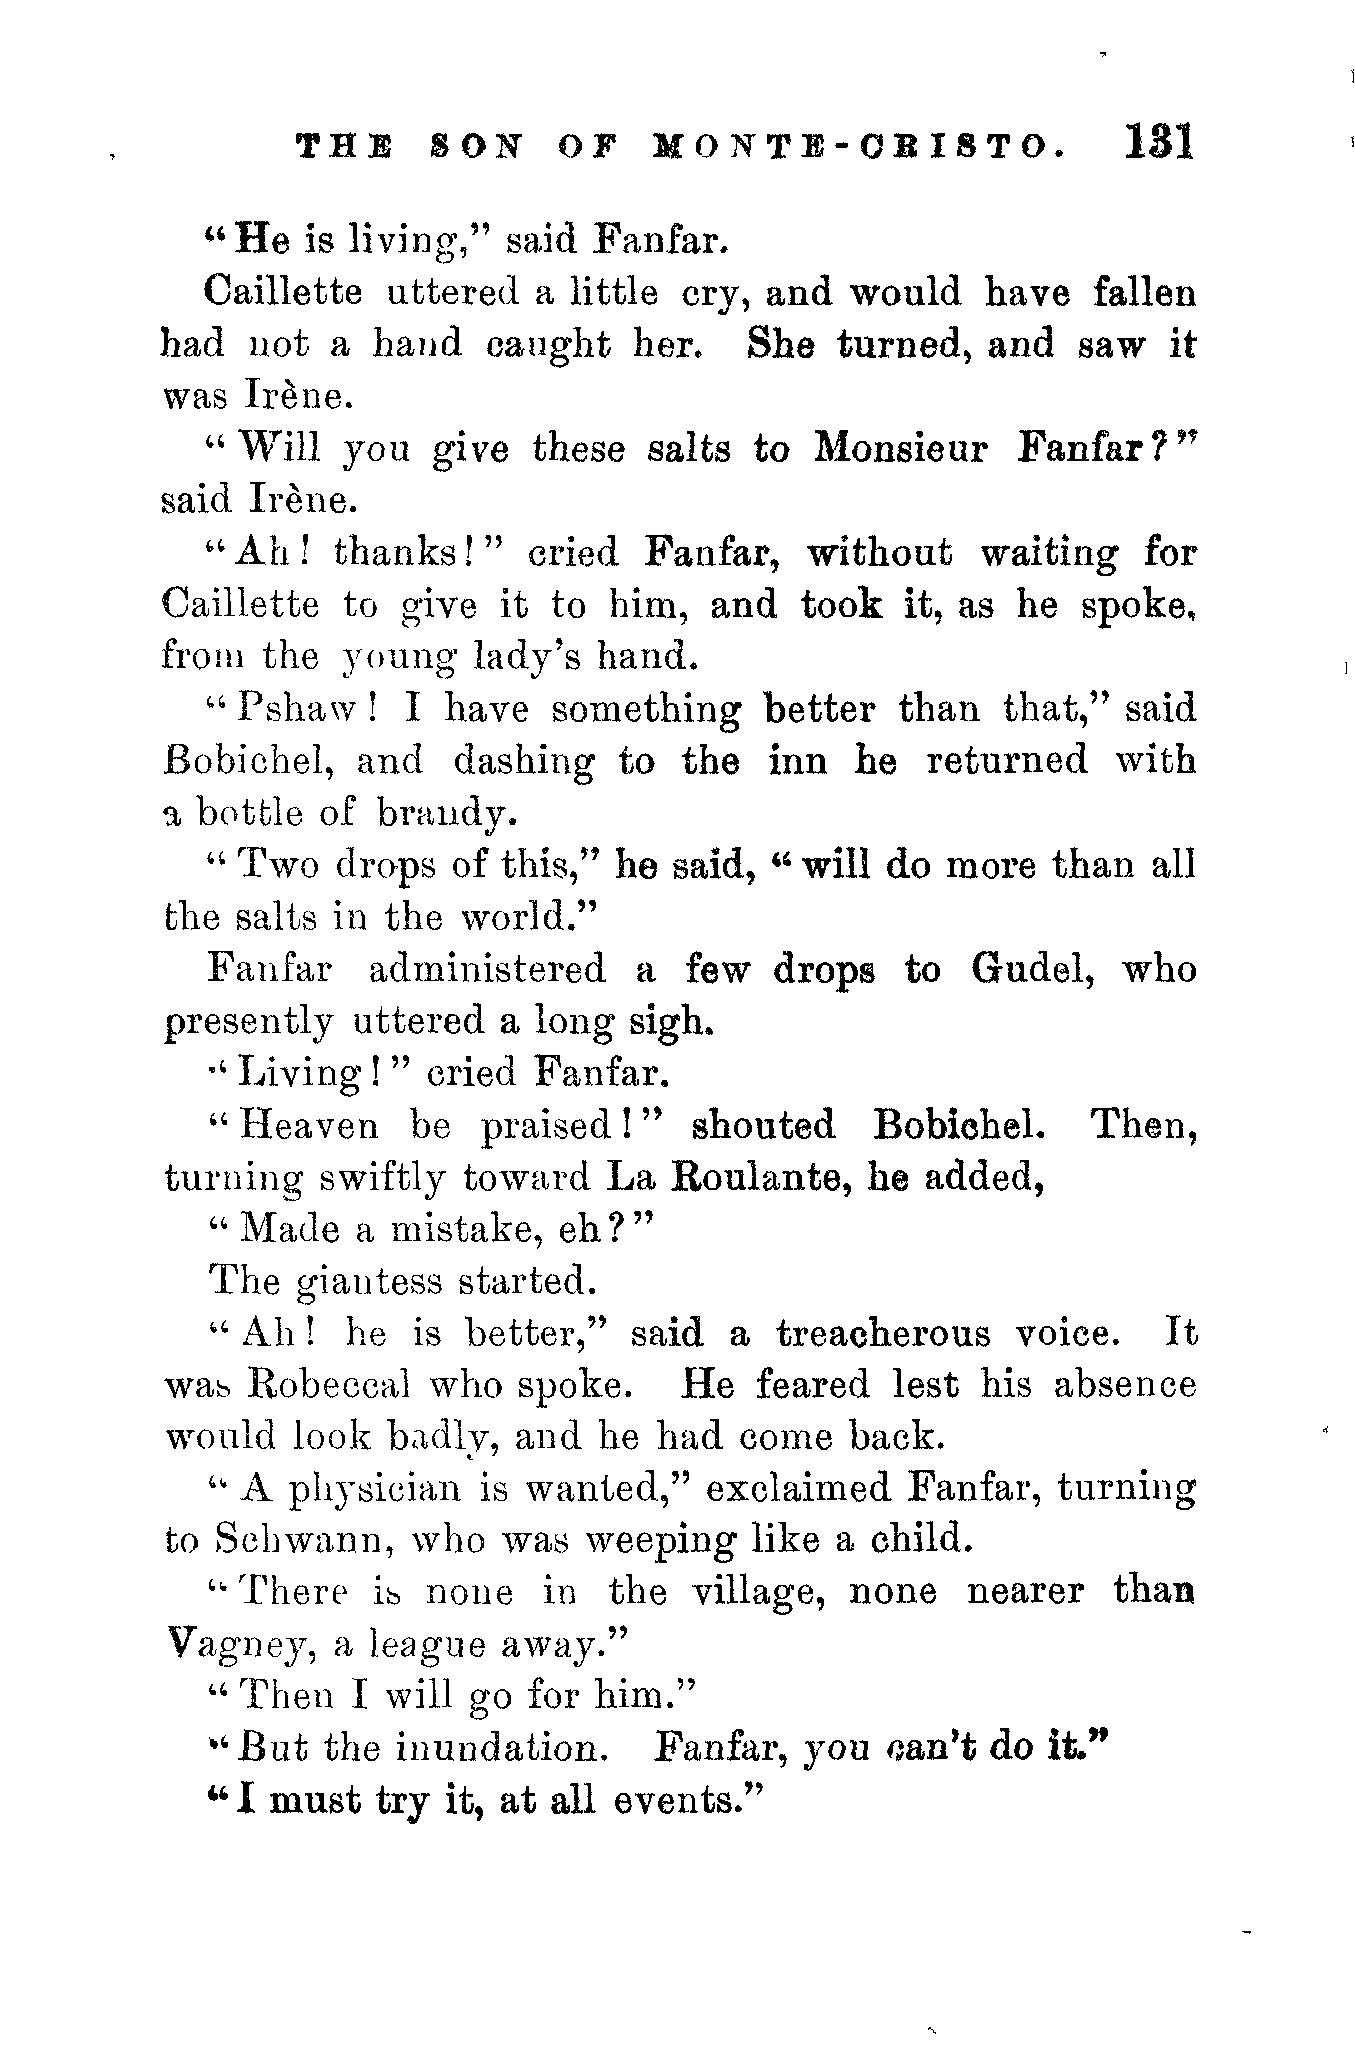 THE SON OF MONTE-CRISTO. 131
“He is living,” said Fanfar.
Caillette uttered a little cry, and would have fallen
had not a hand caught her. She turned, and saw it
was Irène.
“Will you give these salts to Monsieur Fanfar?”
said Irène.
“Ah! thanks!” cried Fanfar, without waiting for
Caillette to give it to him, and took it, as he spoke,
from the young lady’s hand.
“Pshaw! I have something better than that,” said
Bobichel, and dashing to the inn he returned with
a bottle of brandy.
“Two drops of this,” he said, “will do more than all
the salts in the world.”
Fanfar administered a few drops to Gudel, who
presently uttered a long sigh.
“Living!” cried Fanfar.
“Heaven be praised!” shouted Bobichel. Then,
turning swiftly toward La Roulante, he added,
“Made a mistake, eh?”
The giantess started.
“Ah! he is better,” said a treacherous voice. It
was Robeccal who spoke. He feared lest his absence
would look badly, and he had come back.
“A physician is wanted,” exclaimed Fanfar, turning
to Schwann, who was weeping like a child.
“There is none in the village, none nearer than
Vagney, a league away.”
“Then I will go for him.”
“But the inundation. Fanfar, you can’t do it.”
“I must try it, at all events.”